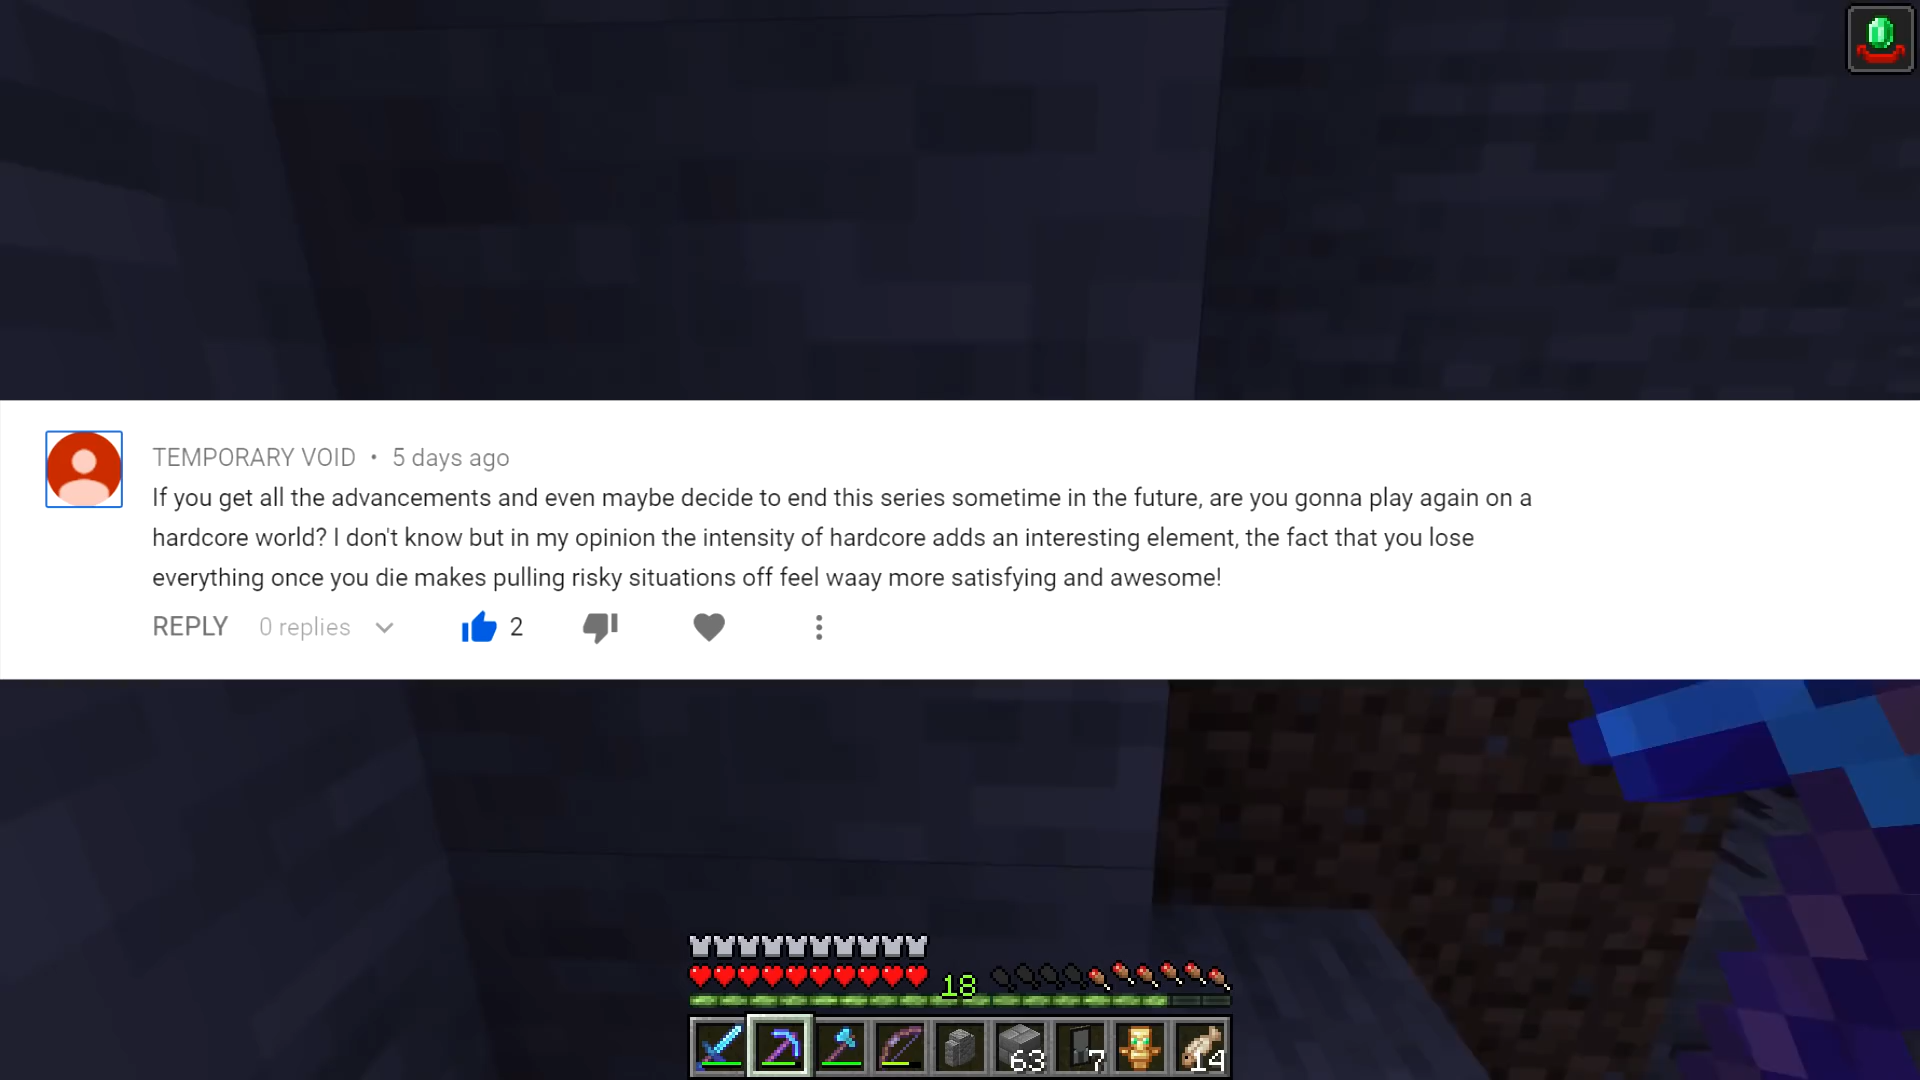 TEMPORARY VOID • 5 days ago
If you get all the advancements and even maybe decide to end this series sometime in the future, are you gonna play again on a
hardcore world? I don't know but in my opinion the intensity of hardcore adds an interesting element, the fact that you lose
everything once you die makes pulling risky situations off feel waay more satisfying and awesome!
REPLY 0 replies 2
18
63 7 14